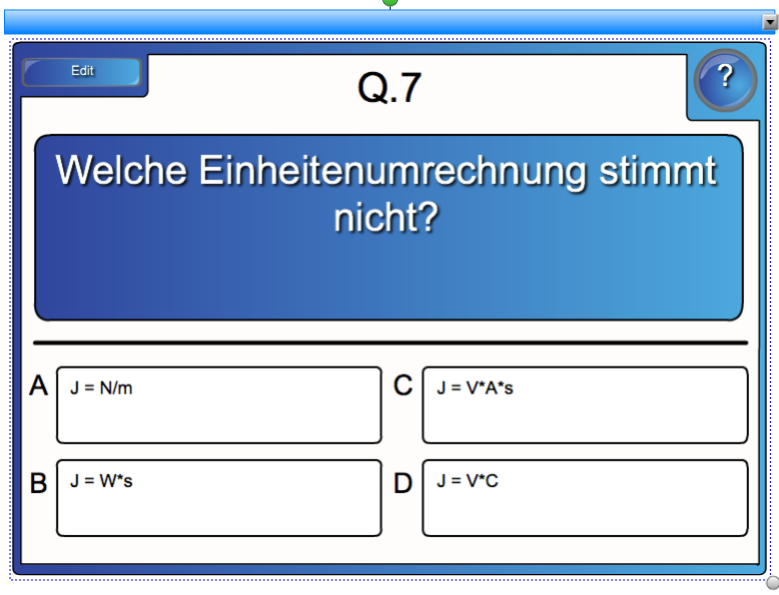 Edit
Q.7
?
Welche Einheitenumrechnung stimmt
nicht?
A
J = N/m
C
J = V*A*s
B
J = W*s
D
J = V*C